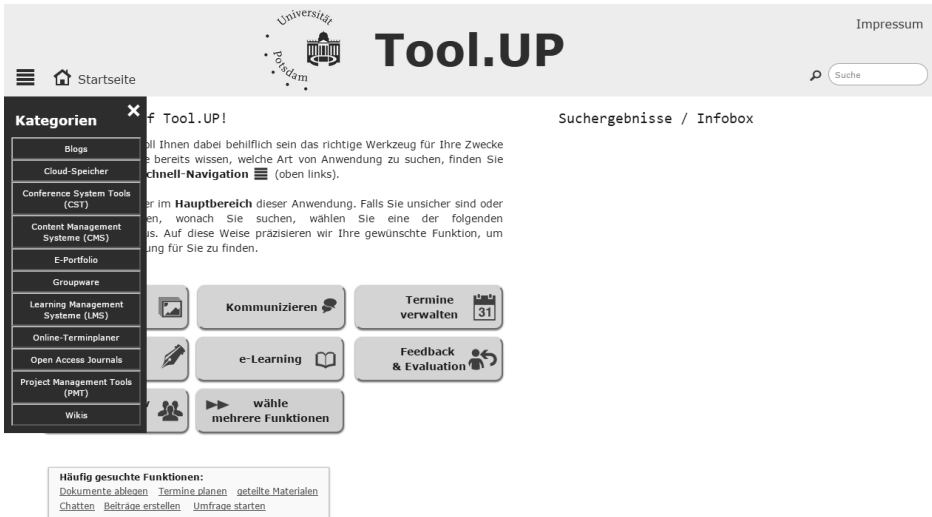 Universität
Potsdam
Tool.UP
Impressum
Startseite
Suche
Kategorien ×
Blogs
Cloud-Speicher
Conference System Tools
(CST)
Content Management
Systeme (CMS)
E-Portfolio
Groupware
Learning Management
Systeme (LMS)
Online-Terminplaner
Open Access Journals
Project Management Tools
(PMT)
Wikis
f Tool.UP!
oll Ihnen dabei behilflich sein das richtige Werkzeug für Ihre Zwecke
e bereits wissen, welche Art von Anwendung zu suchen, finden Sie
chnell-Navigation (oben links).
er im Hauptbereich dieser Anwendung. Falls Sie unsicher sind oder
en, wonach Sie suchen, wählen Sie eine der folgenden
us. Auf diese Weise präzisieren wir Ihre gewünschte Funktion, um
ung für Sie zu finden.
Kommunizieren
Termine
verwalten
31
e-Learning
Feedback
& Evaluation
wähle
mehrere Funktionen
Häufig gesuchte Funktionen:
Dokumente ablegen Termine planen geteilte Materialen
Chatten Beiträge erstellen Umfrage starten
Suchergebnisse / Infobox